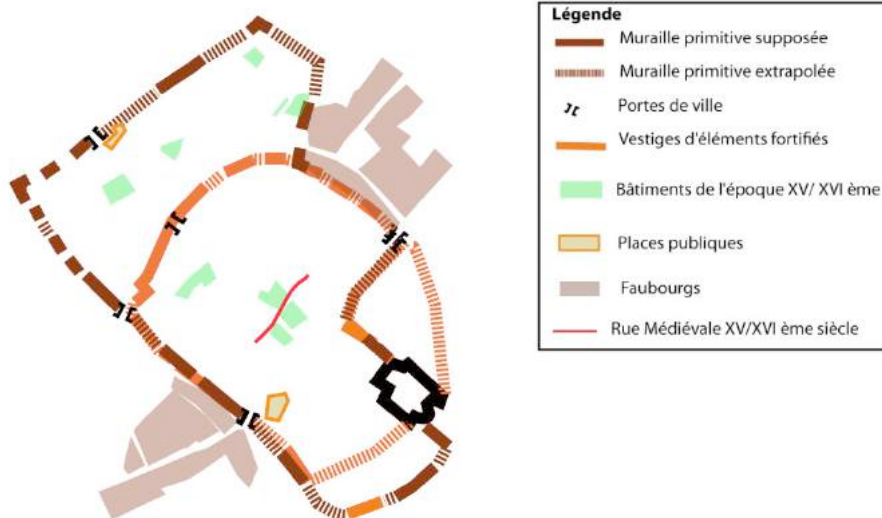 Légende
Muraille primitive supposée
Muraille primitive extrapolée
Portes de ville
Vestiges d'éléments fortifiés
Bâtiments de l'époque XV/ XVI ème
Places publiques
Faubourgs
Rue Médiévale XV/XVI ème siècle